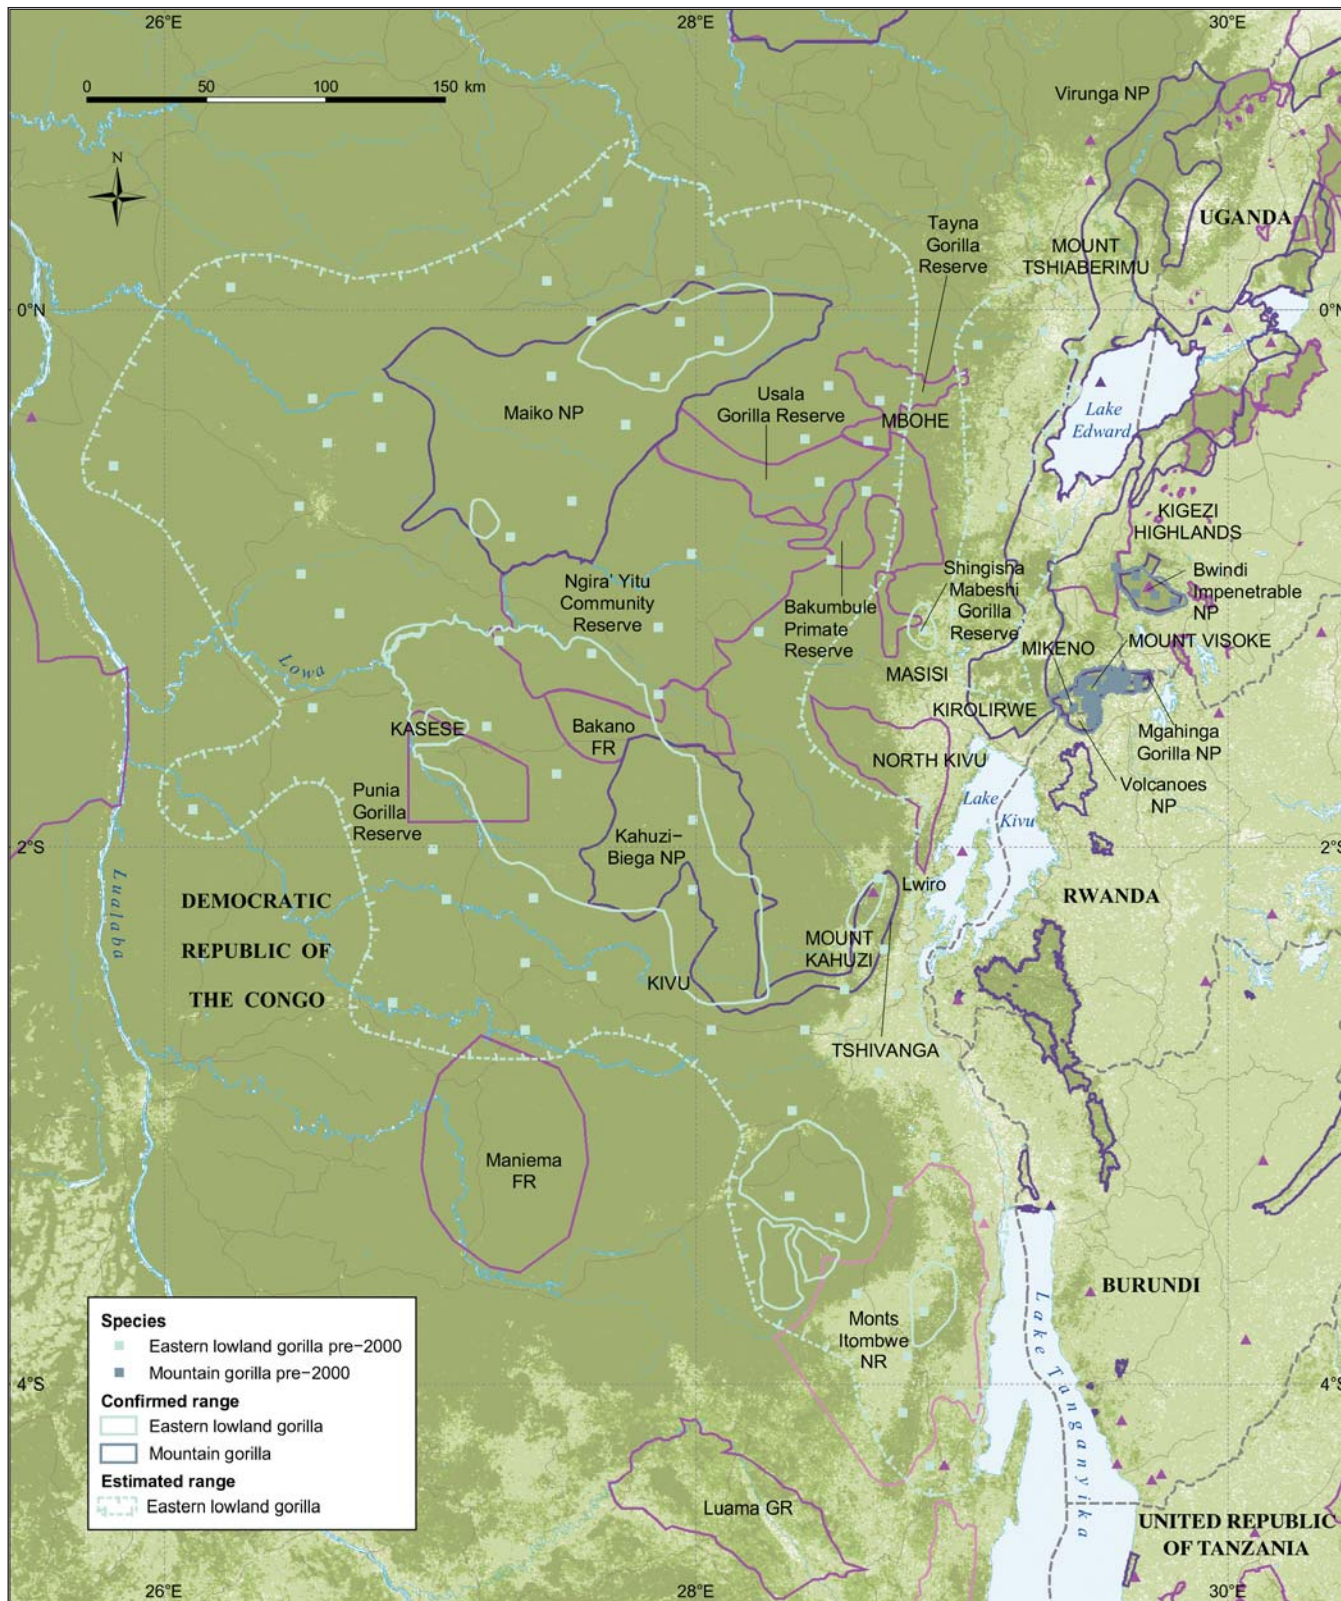 26°E
28°E
30°E
0
50
100
150 km
N
Virunga NP
UGANDA
Tayna
Gorilla
Reserve
MOUNT
TSHIABERIMU
0°N
0°N
Maiko NP
Usala
Gorilla Reserve
MBOHE
Lake
Edward
KIGEZI
HIGHLANDS
Bwindi
Impenetrable
NP
Ngira' Yitu
Community
Reserve
Bakumbule
Primate
Reserve
Shingisha
Mabeshi
Gorilla
Reserve
MIKENO
MOUNT VISOKE
MASISI
Lowa
KIROLIRWE
KASESE
Bakano
FR
NORTH KIVU
Mgahinga
Gorilla NP
Volcanoes
NP
Punia
Gorilla
Reserve
Lake
Kivu
Kahuzi-
Biega NP
2°S
2°S
Lualaba
DEMOCRATIC
REPUBLIC OF
THE CONGO
Lwiro
RWANDA
MOUNT
KAHUZI
KIVU
TSHIVANGA
Maniema
FR
BURUNDI
Lake Tanganyika
Monts
Itombwe
NR
Species
Eastern lowland gorilla pre-2000
Mountain gorilla pre-2000
Confirmed range
Eastern lowland gorilla
Mountain gorilla
Estimated range
Eastern lowland gorilla
4°S
4°S
Luama GR
UNITED REPUBLIC
OF TANZANIA
26°E
28°E
30°E